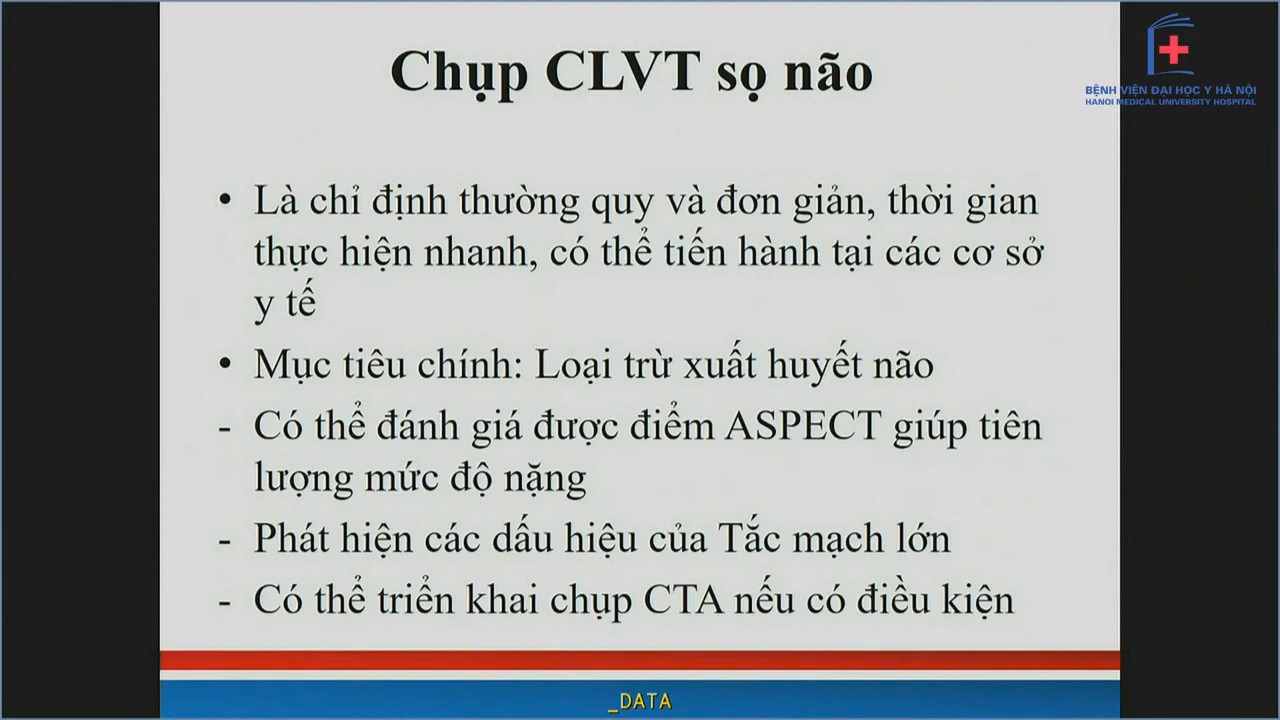 Chụp CLVT sọ não
BỆNH VIỆN ĐẠI HỌC Y HÀ NỘI
HANOI MEDICAL UNIVERSITY HOSPITAL
• Là chỉ định thường quy và đơn giản, thời gian
thực hiện nhanh, có thể tiến hành tại các cơ sở
y tế
• Mục tiêu chính: Loại trừ xuất huyết não
- Có thể đánh giá được điểm ASPECT giúp tiên
lượng mức độ nặng
- Phát hiện các dấu hiệu của Tắc mạch lớn
- Có thể triển khai chụp CTA nếu có điều kiện
_DATA